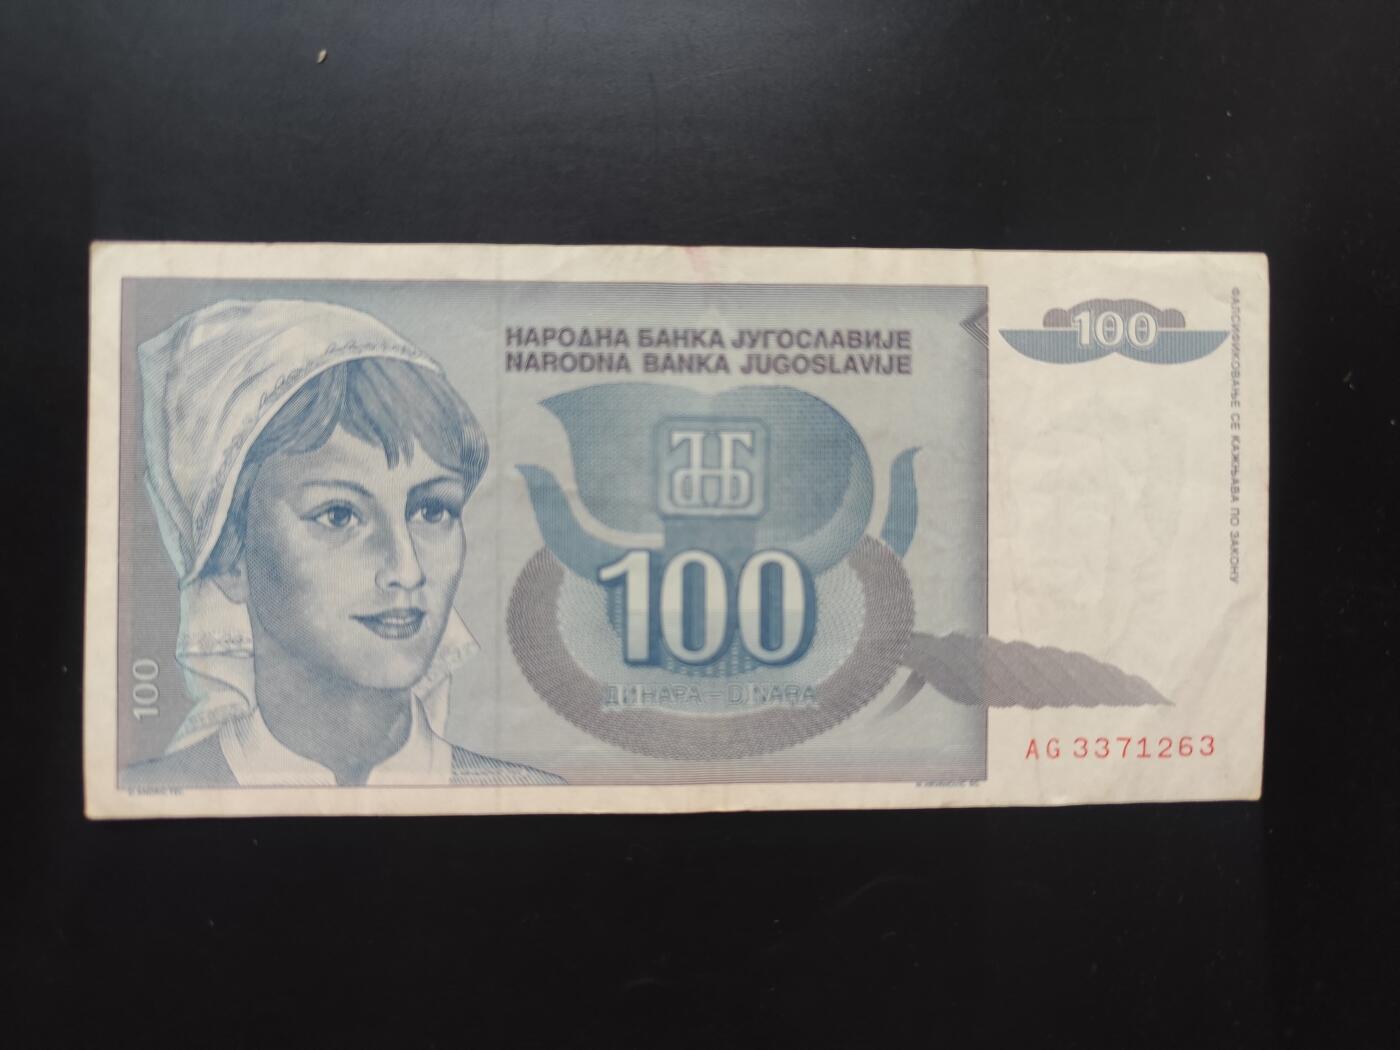 НАРОДНА БАНКА ЈУГОСЛАВИЈЕ
NARODNA BANKA JUGOSLAVIJE
100
ФАЛСИФИКОВАЊЕ СЕ КАЖЊАВА ПО ЗАКОНУ
100
ДИНАРА – DINARA
100
AG 3371263